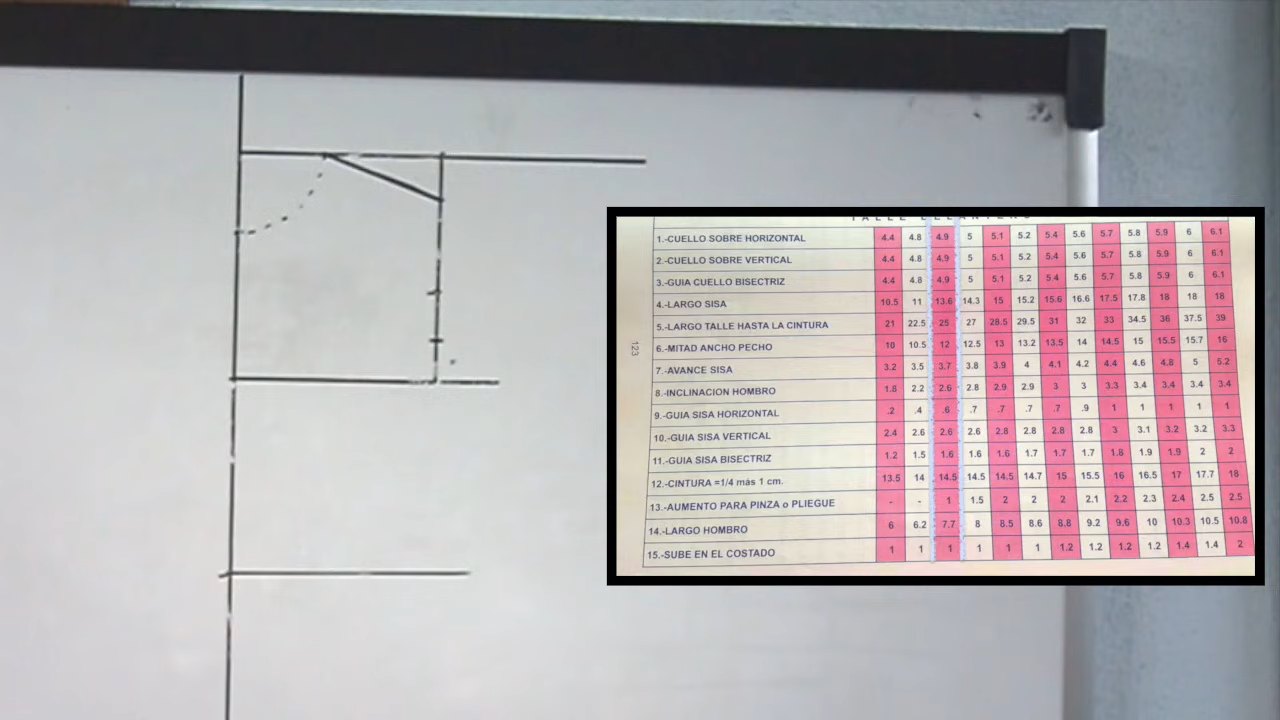 TALLE DELANTERO
1.-CUELLO SOBRE HORIZONTAL 4.4 4.8 4.9 5 5.1 5.2 5.4 5.6 5.7 5.8 5.9 6 6.1
2.-CUELLO SOBRE VERTICAL 4.4 4.8 4.9 5 5.1 5.2 5.4 5.6 5.7 5.8 5.9 6 6.1
3.-GUIA CUELLO BISECTRIZ 4.4 4.8 4.9 5 5.1 5.2 5.4 5.6 5.7 5.8 5.9 6 6.1
4.-LARGO SISA 10.5 11 13.6 14.3 15 15.2 15.6 16.6 17.5 17.8 18 18 18
5.-LARGO TALLE HASTA LA CINTURA 21 22.5 25 27 28.5 29.5 31 32 33 34.5 36 37.5 39
6.-MITAD ANCHO PECHO 10 10.5 12 12.5 13 13.2 13.5 14 14.5 15 15.5 15.7 16
7.-AVANCE SISA 3.2 3.5 3.7 3.8 3.9 4 4.1 4.2 4.4 4.6 4.8 5 5.2
8.-INCLINACION HOMBRO 1.8 2.2 2.6 2.8 2.9 2.9 3 3 3.3 3.4 3.4 3.4 3.4
9.-GUIA SISA HORIZONTAL .2 .4 .6 .7 .7 .7 .7 .9 1 1 1 1 1
10.-GUIA SISA VERTICAL 2.4 2.6 2.6 2.6 2.8 2.8 2.8 2.8 3 3.1 3.2 3.2 3.3
11.-GUIA SISA BISECTRIZ 1.2 1.5 1.6 1.6 1.6 1.7 1.7 1.7 1.8 1.9 1.9 2 2
12.-CINTURA =1/4 más 1 cm. 13.5 14 14.5 14.5 14.5 14.7 15 15.5 16 16.5 17 17.7 18
13.-AUMENTO PARA PINZA o PLIEGUE - - 1 1.5 2 2 2 2.1 2.2 2.3 2.4 2.5 2.5
14.-LARGO HOMBRO 6 6.2 7.7 8 8.5 8.6 8.8 9.2 9.6 10 10.3 10.5 10.8
15.-SUBE EN EL COSTADO 1 1 1 1 1 1 1.2 1.2 1.2 1.2 1.4 1.4 2
123